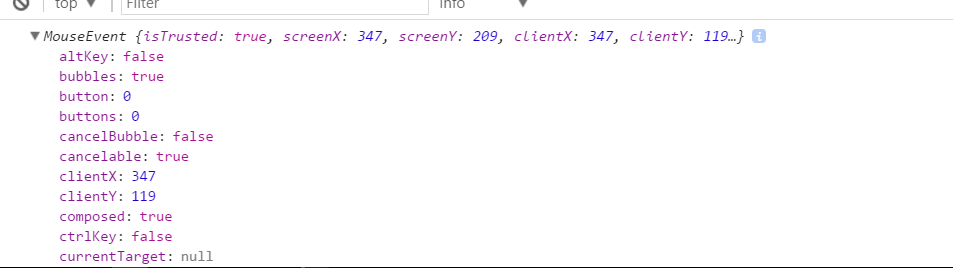 top ▼ Filter Info ▼
▼ MouseEvent {isTrusted: true, screenX: 347, screenY: 209, clientX: 347, clientY: 119…} i
altKey: false
bubbles: true
button: 0
buttons: 0
cancelBubble: false
cancelable: true
clientX: 347
clientY: 119
composed: true
ctrlKey: false
currentTarget: null